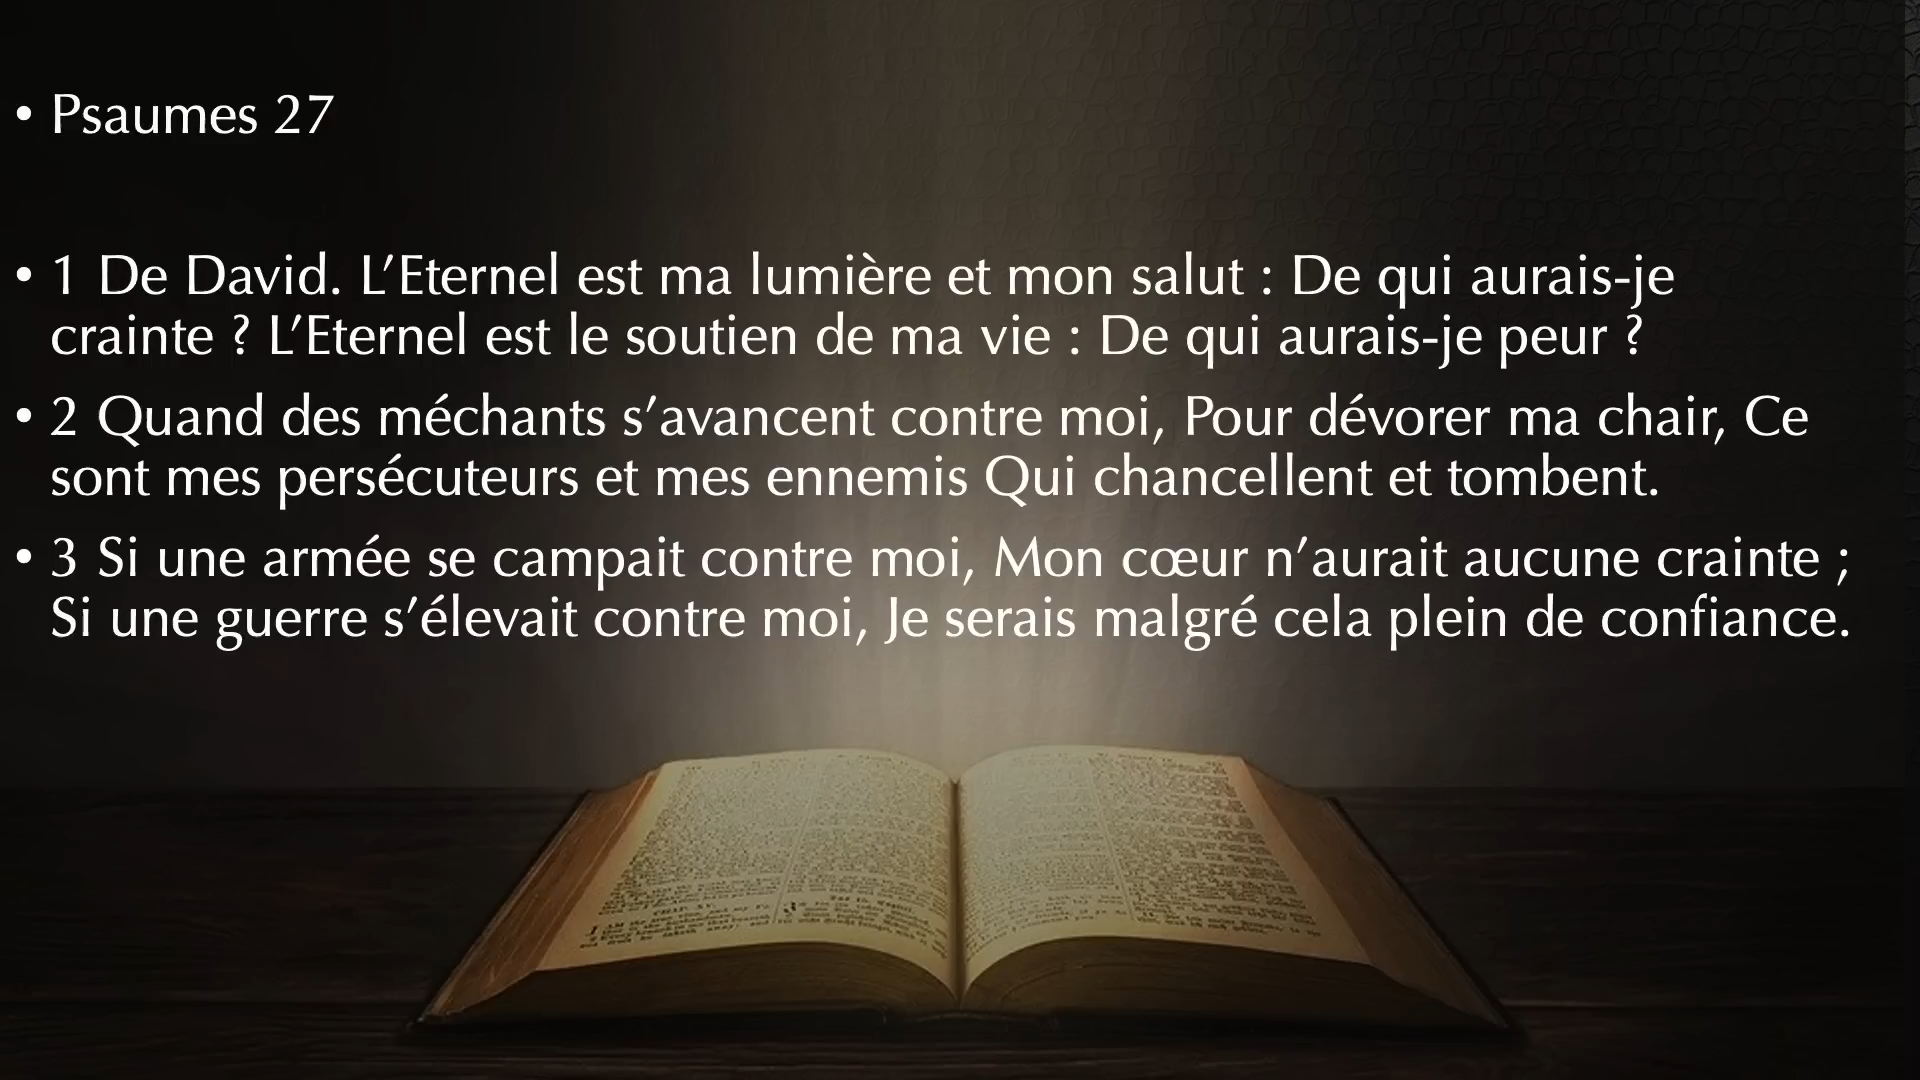 • Psaumes 27
• 1 De David. L’Eternel est ma lumière et mon salut : De qui aurais-je
crainte ? L’Eternel est le soutien de ma vie : De qui aurais-je peur ?
• 2 Quand des méchants s’avancent contre moi, Pour dévorer ma chair, Ce
sont mes persécuteurs et mes ennemis Qui chancellent et tombent.
• 3 Si une armée se campait contre moi, Mon cœur n’aurait aucune crainte ;
Si une guerre s’élevait contre moi, Je serais malgré cela plein de confiance.